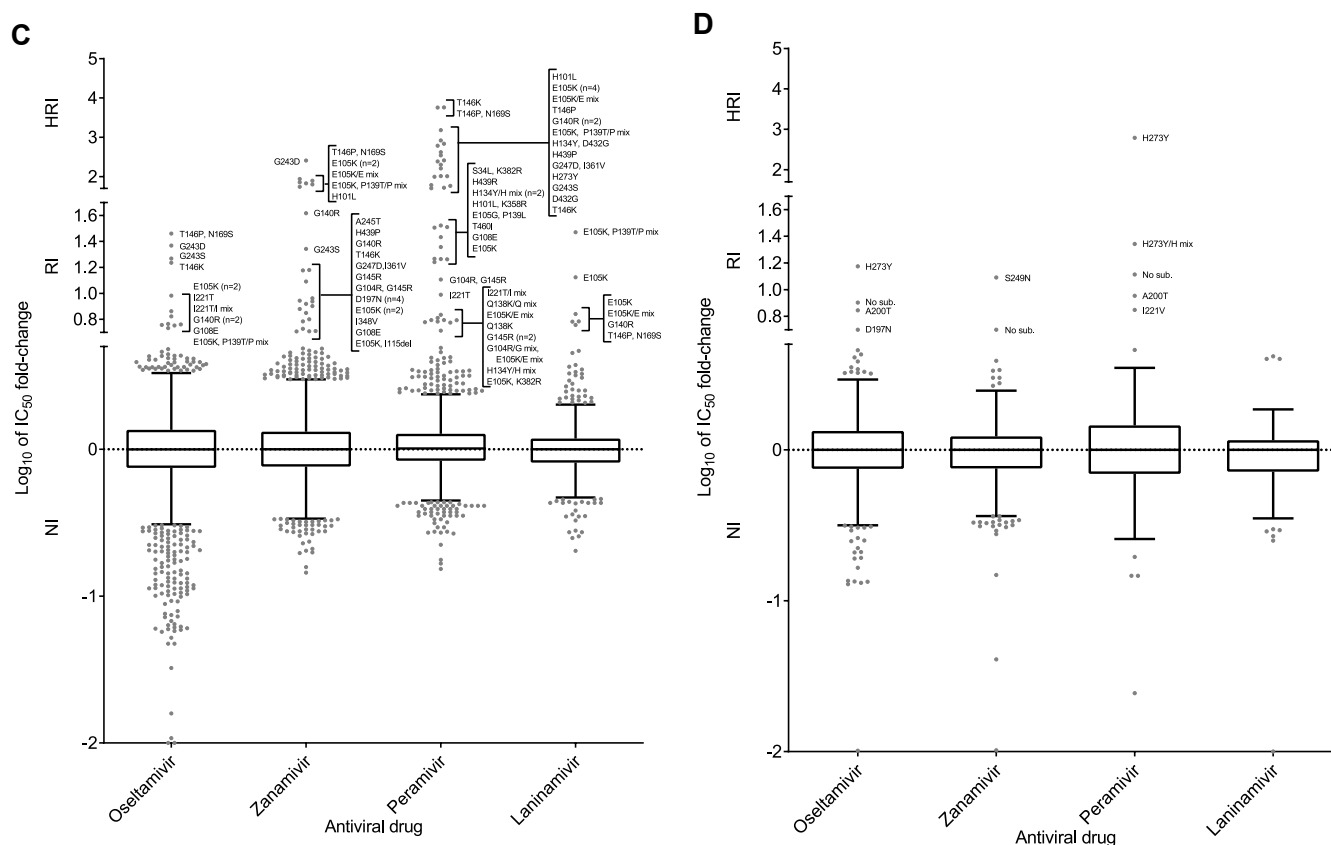 C
HRI
RI
NI
Log10 of IC50 fold-change
5
4
3
2
1.6
1.4
1.2
1.0
0.8
0
-1
-2
T146P, N169S
G243D
G243S
T146K
E105K (n=2)
I221T
I221T/I mix
G140R (n=2)
G108E
E105K, P139T/P mix
G243D
T146P, N169S
E105K (n=2)
E105K/E mix
E105K, P139T/P mix
H101L
G140R
G243S
A245T
H439P
G140R
T146K
G247D,I361V
G145R
G104R, G145R
D197N (n=4)
E105K (n=2)
I348V
G108E
E105K, I115del
T146K
T146P, N169S
H101L
E105K (n=4)
E105K/E mix
T146P
G140R (n=2)
E105K, P139T/P mix
H134Y, D432G
H439P
G247D, I361V
H273Y
G243S
D432G
T146K
S34L, K382R
H439R
H134Y/H mix (n=2)
H101L, K358R
E105G, P139L
T460I
G108E
E105K
G104R, G145R
I221T
I221T/I mix
Q138K/Q mix
E105K/E mix
Q138K
G145R (n=2)
G104R/G mix,
E105K/E mix
H134Y/H mix
E105K, K382R
E105K, P139T/P mix
E105K
E105K
E105K/E mix
G140R
T146P, N169S
Oseltamivir
Zanamivir
Peramivir
Laninamivir
Antiviral drug
D
HRI
RI
NI
Log10 of IC50 fold-change
5
4
3
2
1.6
1.4
1.2
1.0
0.8
0
-1
-2
H273Y
No sub.
A200T
D197N
S249N
No sub.
H273Y
H273Y/H mix
No sub.
A200T
I221V
Oseltamivir
Zanamivir
Peramivir
Laninamivir
Antiviral drug